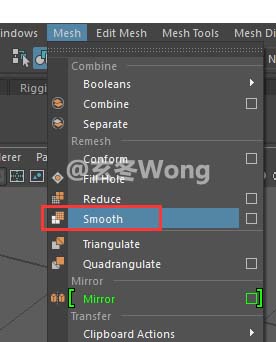 indows Mesh Edit Mesh Mesh Tools Mesh Di
Combine
Booleans
Combine
Separate
Riggi
Remesh
Conform
erer Pa
@玄冬Wong
Fill Hole
Reduce
Smooth
Triangulate
Quadrangulate
Mirror
Mirror
Transfer
Clipboard Actions